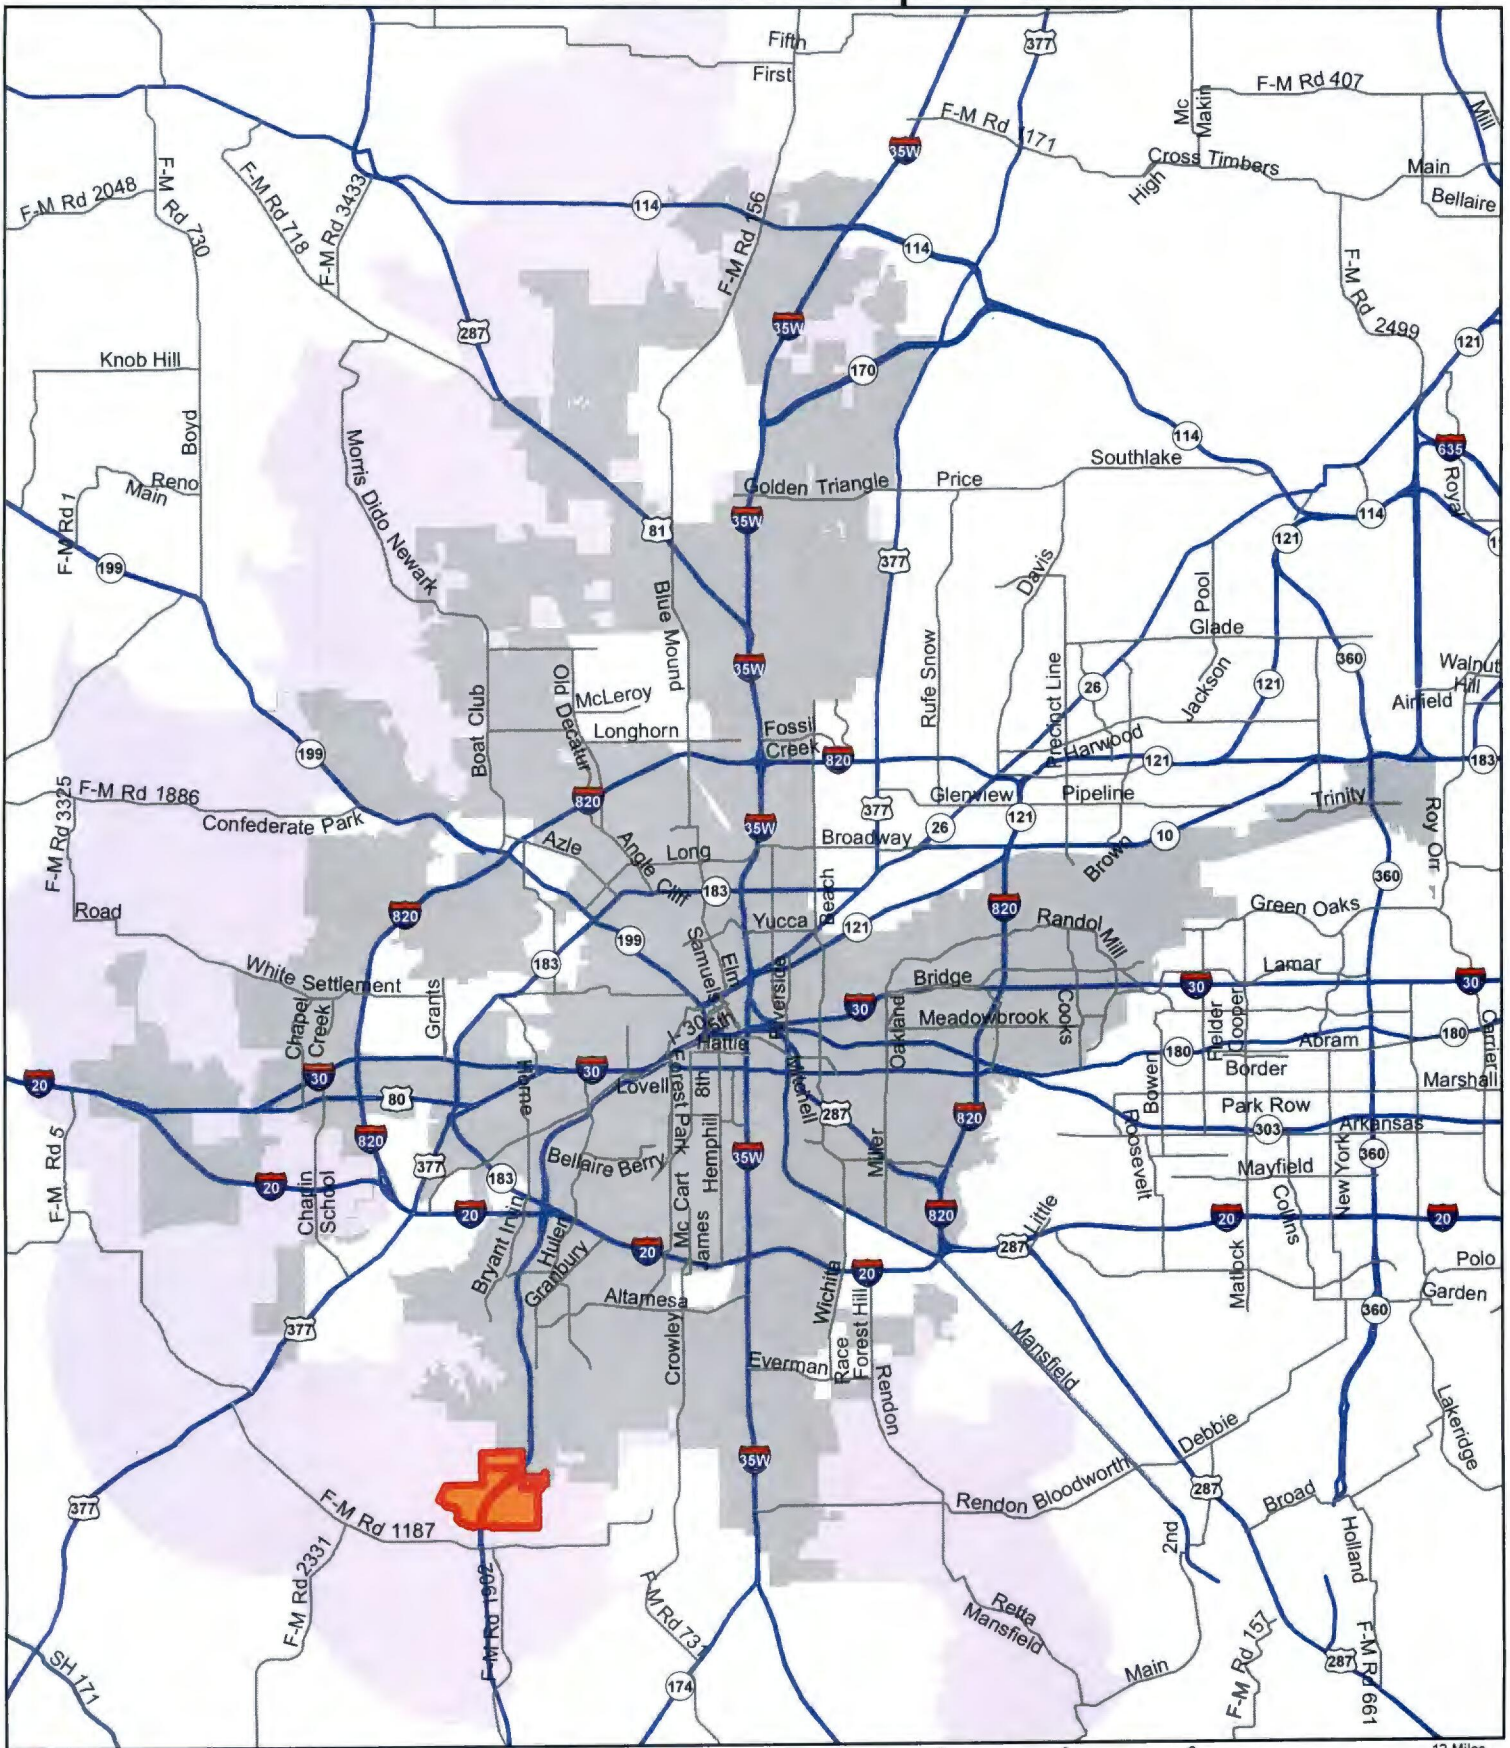 Fifth
First
377
F-M Rd 407
Mc
Makin
Mill
F-M Rd 1171
35W
Cross Timbers
High
Main
Bellaire
F-M Rd 2048
F-M Rd 730
F-M Rd 718
F-M Rd 3433
114
F-M Rd 156
114
F-M Rd 2499
287
35W
121
170
Knob Hill
Boyd
114
635
Royal
Southlake
Reno
Main
F-M Rd 1
Morris Dido Newark
Golden Triangle
Price
81
35W
114
121
199
377
Davis
Pool
Blue Mound
Glade
35W
Rufe Snow
Precinct Line
26
Jackson
121
360
Walnut
Hill
Airfield
Boat Club
Old Decatur
McLeroy
Longhorn
Fossil
Creek
820
Harwood
121
183
199
F-M Rd 3325
F-M Rd 1886
Confederate Park
820
377
Glenview
Pipeline
Trinity
Roy Orr
35W
26
121
10
Broadway
Azle
Angle
Long
Brown
Cliff
183
Beach
360
Road
820
820
Green Oaks
Yucca
121
Randol
Mill
199
Samuels
Elm
183
White Settlement
Riverside
Bridge
Lamar
30
30
30
Grants
Chapel
Creek
I- 30
5th
Oakland
Meadowbrook
Cooks
Fielder
Cooper
Carrier
180
180
Abram
Hattie
Border
20
30
30
Lovell
Horne
Forest Park
8th
Mitchell
Bowen
Marshall
80
287
820
Park Row
303
Arkansas
820
35W
360
F-M Rd 5
377
183
Bellaire
Berry
Hemphill
Miller
Roosevelt
Mayfield
New York
20
Chapin
School
20
Bryant Irvin
Hulen
Granbury
Mc Cart
James
820
Little
20
Collins
20
287
20
Wichita
20
Matlock
Polo
Garden
Altamesa
360
377
Crowley
Forest Hill
Race
Everman
Mansfield
Rendon
Lakeridge
35W
Debbie
377
F-M Rd 1187
Rendon Bloodworth
287
Broad
2nd
Holland
F-M Rd 2331
F-M Rd 1902
F-M Rd 731
Retta
Mansfield
SH 171
174
Main
F-M Rd 157
287
F-M Rd 661